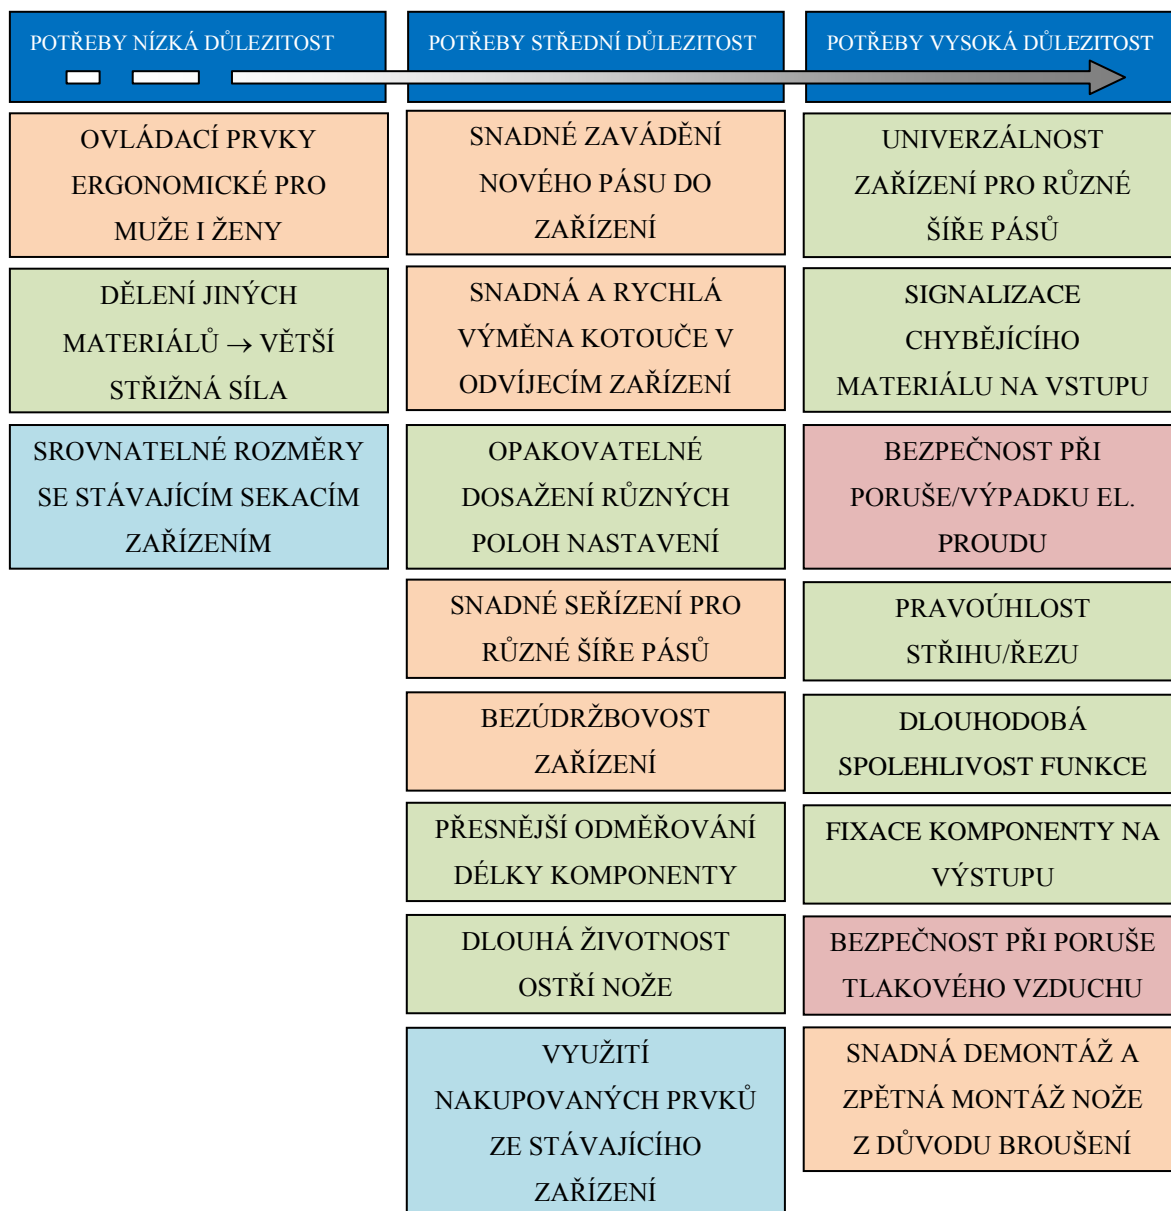 POTŘEBY NÍZKÁ DŮLEZITOST
OVLÁDACÍ PRVKY
ERGONOMICKÉ PRO
MUŽE I ŽENY
DĚLENÍ JINÝCH
MATERIÁLŮ → VĚTŠÍ
STŘIŽNÁ SÍLA
SROVNATELNÉ ROZMĚRY
SE STÁVAJÍCÍM SEKACÍM
ZAŘÍZENÍM
POTŘEBY STŘEDNÍ DŮLEZITOST
SNADNÉ ZAVÁDĚNÍ
NOVÉHO PÁSU DO
ZAŘÍZENÍ
SNADNÁ A RYCHLÁ
VÝMĚNA KOTOUČE V
ODVÍJECÍM ZAŘÍZENÍ
OPAKOVATELNÉ
DOSAŽENÍ RŮZNÝCH
POLOH NASTAVENÍ
SNADNÉ SEŘÍZENÍ PRO
RŮZNÉ ŠÍŘE PÁSŮ
BEZÚDRŽBOVOST
ZAŘÍZENÍ
PŘESNĚJŠÍ ODMĚŘOVÁNÍ
DÉLKY KOMPONENTY
DLOUHÁ ŽIVOTNOST
OSTŘÍ NOŽE
VYUŽITÍ
NAKUPOVANÝCH PRVKŮ
ZE STÁVAJÍCÍHO
ZAŘÍZENÍ
POTŘEBY VYSOKÁ DŮLEZITOST
UNIVERZÁLNOST
ZAŘÍZENÍ PRO RŮZNÉ
ŠÍŘE PÁSŮ
SIGNALIZACE
CHYBĚJÍCÍHO
MATERIÁLU NA VSTUPU
BEZPEČNOST PŘI
PORUŠE/VÝPADKU EL.
PROUDU
PRAVOÚHLOST
STŘIHU/ŘEZU
DLOUHODOBÁ
SPOLEHLIVOST FUNKCE
FIXACE KOMPONENTY NA
VÝSTUPU
BEZPEČNOST PŘI PORUŠE
TLAKOVÉHO VZDUCHU
SNADNÁ DEMONTÁŽ A
ZPĚTNÁ MONTÁŽ NOŽE
Z DŮVODU BROUŠENÍ